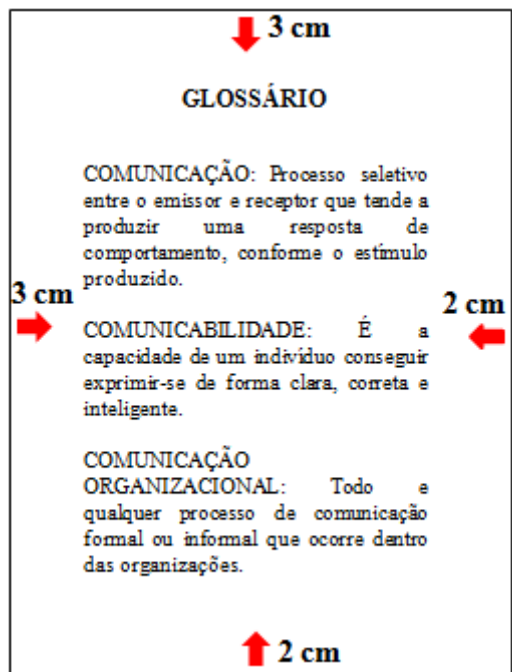 3 cm
GLOSSÁRIO
COMUNICAÇÃO: Processo seletivo
entre o emissor e receptor que tende a
produzir uma resposta de
comportamento, conforme o estímulo
produzido.
3 cm
2 cm
COMUNICABILIDADE: É a
capacidade de um indivíduo conseguir
exprimir-se de forma clara, correta e
inteligente.
COMUNICAÇÃO
ORGANIZACIONAL: Todo e
qualquer processo de comunicação
formal ou informal que ocorre dentro
das organizações.
2 cm